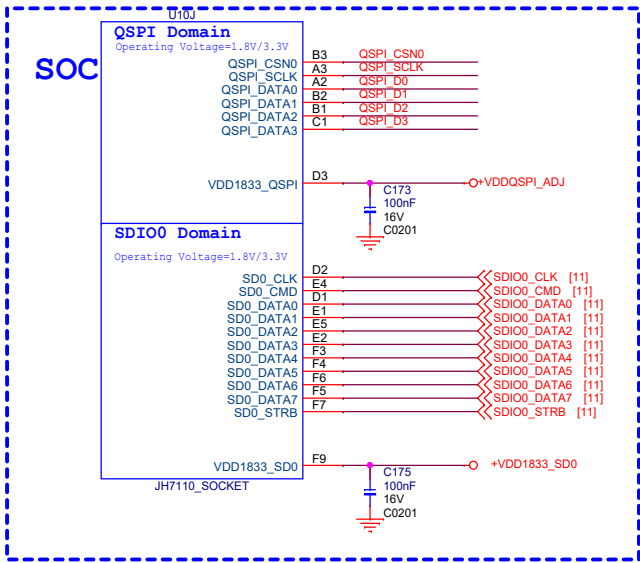 U10J
SOC
QSPI Domain
Operating Voltage=1.8V/3.3V
QSPI_CSN0 B3 QSPI_CSN0
QSPI_SCLK A3 QSPI_SCLK
QSPI_DATA0 A2 QSPI_D0
QSPI_DATA1 B2 QSPI_D1
QSPI_DATA2 B1 QSPI_D2
QSPI_DATA3 C1 QSPI_D3
VDD1833_QSPI D3 +VDDQSPI_ADJ
C173
100nF
16V
C0201
SDIO0 Domain
Operating Voltage=1.8V/3.3V
SD0_CLK D2 SDIO0_CLK [11]
SD0_CMD E4 SDIO0_CMD [11]
SD0_DATA0 D1 SDIO0_DATA0 [11]
SD0_DATA1 E1 SDIO0_DATA1 [11]
SD0_DATA2 E5 SDIO0_DATA2 [11]
SD0_DATA3 E2 SDIO0_DATA3 [11]
SD0_DATA4 F3 SDIO0_DATA4 [11]
SD0_DATA5 F4 SDIO0_DATA5 [11]
SD0_DATA6 F6 SDIO0_DATA6 [11]
SD0_DATA7 F5 SDIO0_DATA7 [11]
SD0_STRB F7 SDIO0_STRB [11]
VDD1833_SD0 F9 +VDD1833_SD0
C175
100nF
16V
C0201
JH7110_SOCKET